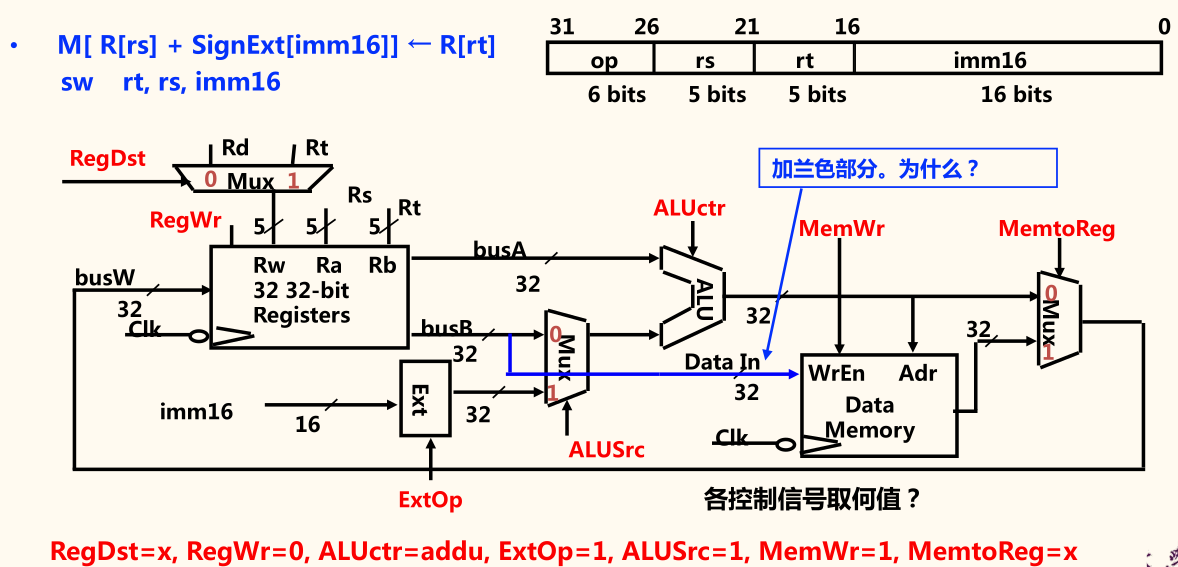 31 26 21 16 0
• M[ R[rs] + SignExt[imm16]] ← R[rt]
op rs rt imm16
sw rt, rs, imm16
6 bits 5 bits 5 bits 16 bits
Rd Rt
RegDst
0 Mux 1
加兰色部分。为什么？
Rs
Rt
RegWr
5 5 5
ALUctr
MemWr
MemtoReg
busA
32
Rw Ra Rb
32 32-bit
Registers
busW
32
Clk
ALU
32
0
Mux
1
32
busB
32
0
Mux
1
Data In
32
WrEn Adr
Data
Memory
Clk
Ext
32
imm16
16
ALUSrc
ExtOp
各控制信号取何值？
RegDst=x, RegWr=0, ALUctr=addu, ExtOp=1, ALUSrc=1, MemWr=1, MemtoReg=x